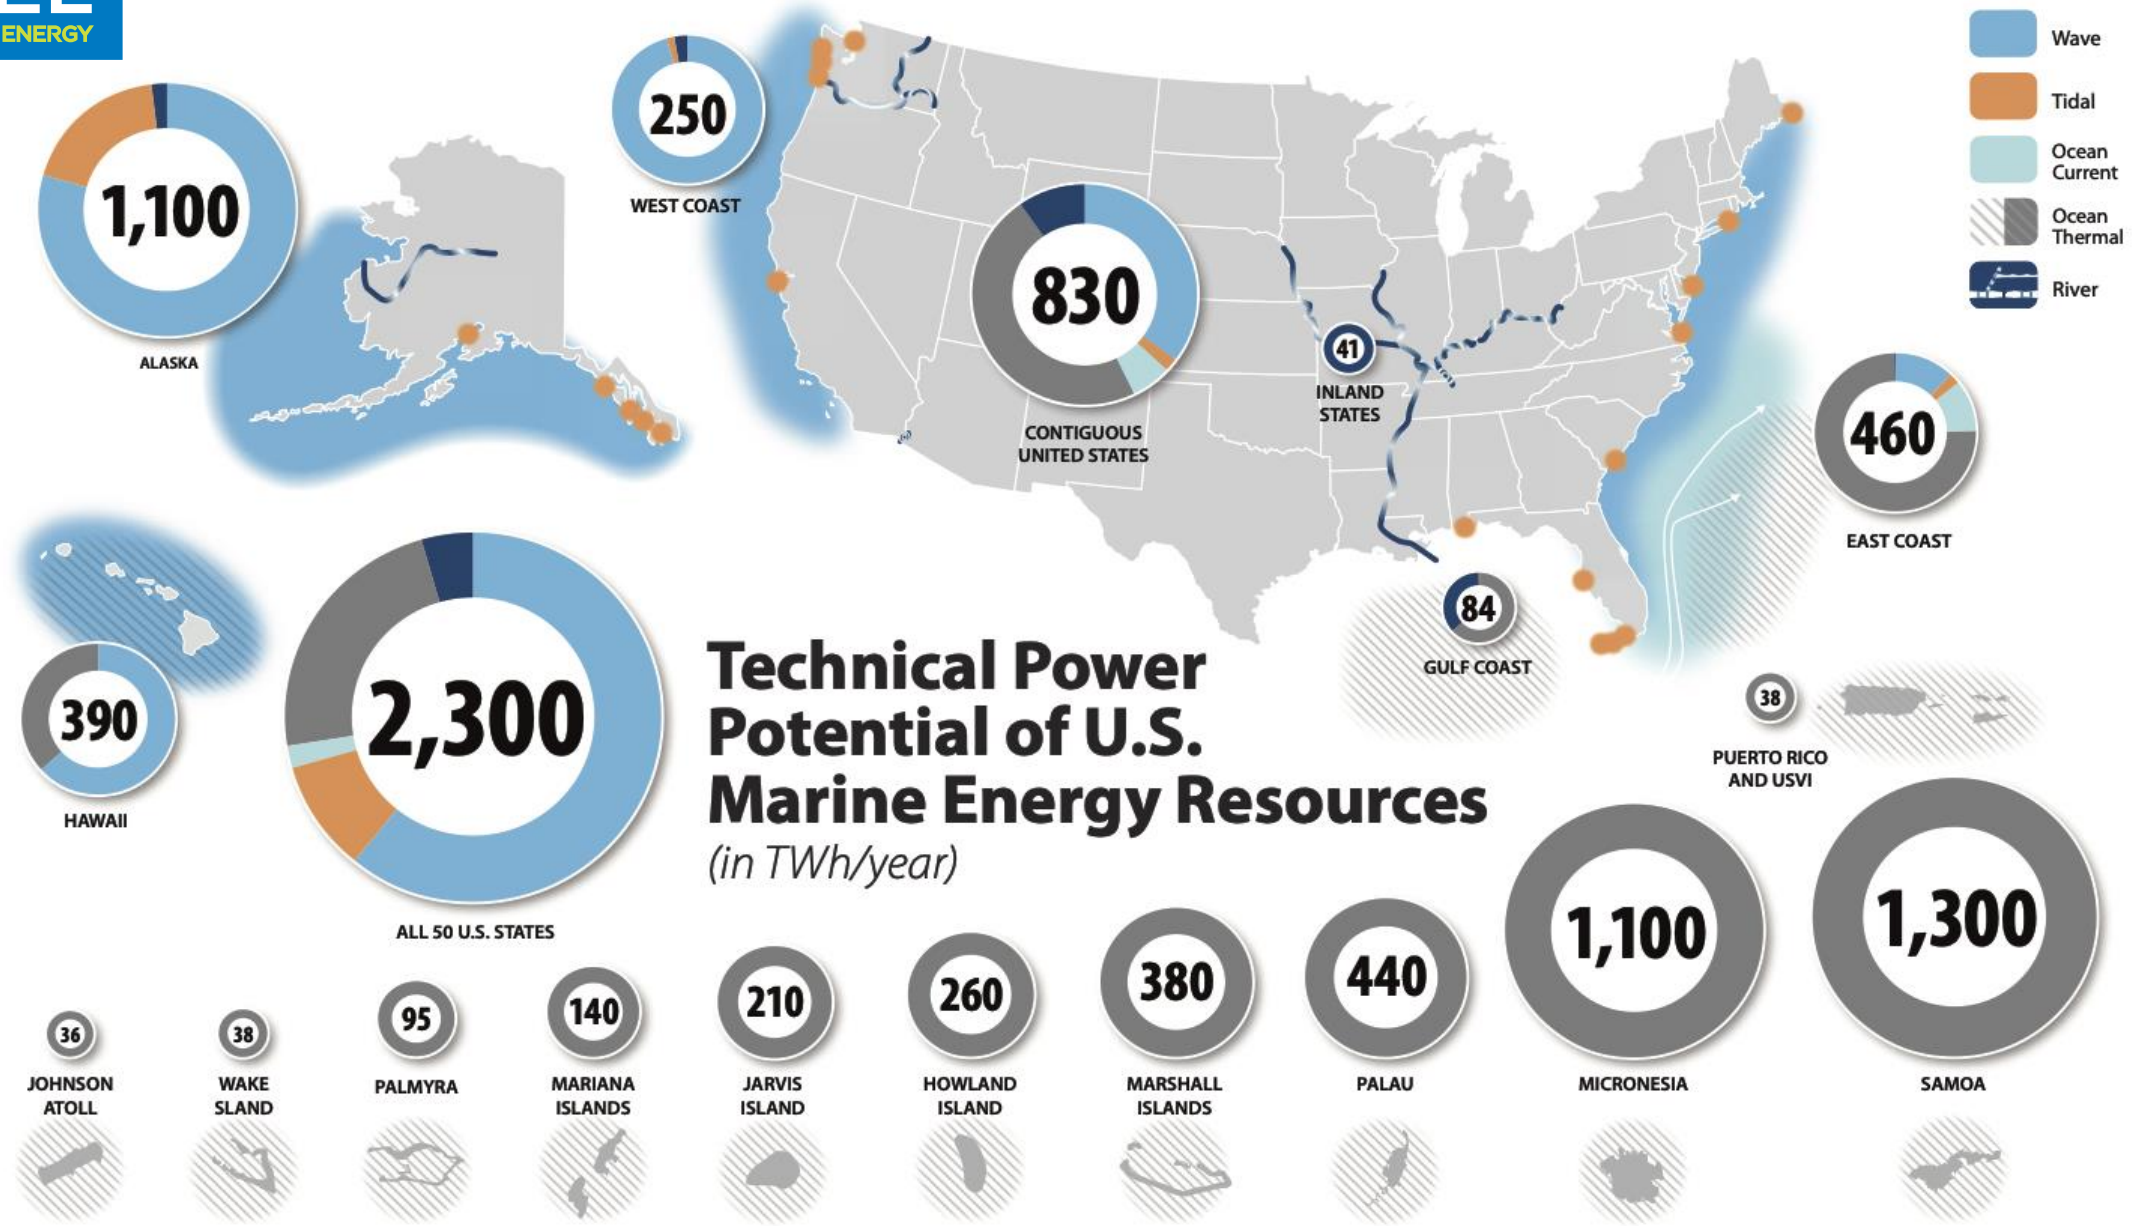 ENERGY
Wave
Tidal
Ocean
Current
Ocean
Thermal
River
1,100
ALASKA
250
WEST COAST
830
CONTIGUOUS
UNITED STATES
41
INLAND
STATES
460
EAST COAST
84
GULF COAST
390
HAWAII
2,300
ALL 50 U.S. STATES
Technical Power
Potential of U.S.
Marine Energy Resources
(in TWh/year)
38
PUERTO RICO
AND USVI
36
JOHNSON
ATOLL
38
WAKE
SLAND
95
PALMYRA
140
MARIANA
ISLANDS
210
JARVIS
ISLAND
260
HOWLAND
ISLAND
380
MARSHALL
ISLANDS
440
PALAU
1,100
MICRONESIA
1,300
SAMOA